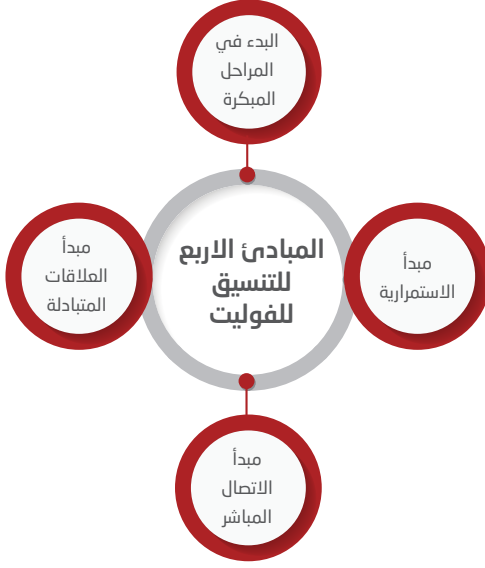 البدء في
المراحل
المبكرة
المبادئ الاربع
للتنسيق
للفوليت
مبدأ
الاستمرارية
مبدأ
العلاقات
المتبادلة
مبدأ
الاتصال
المباشر